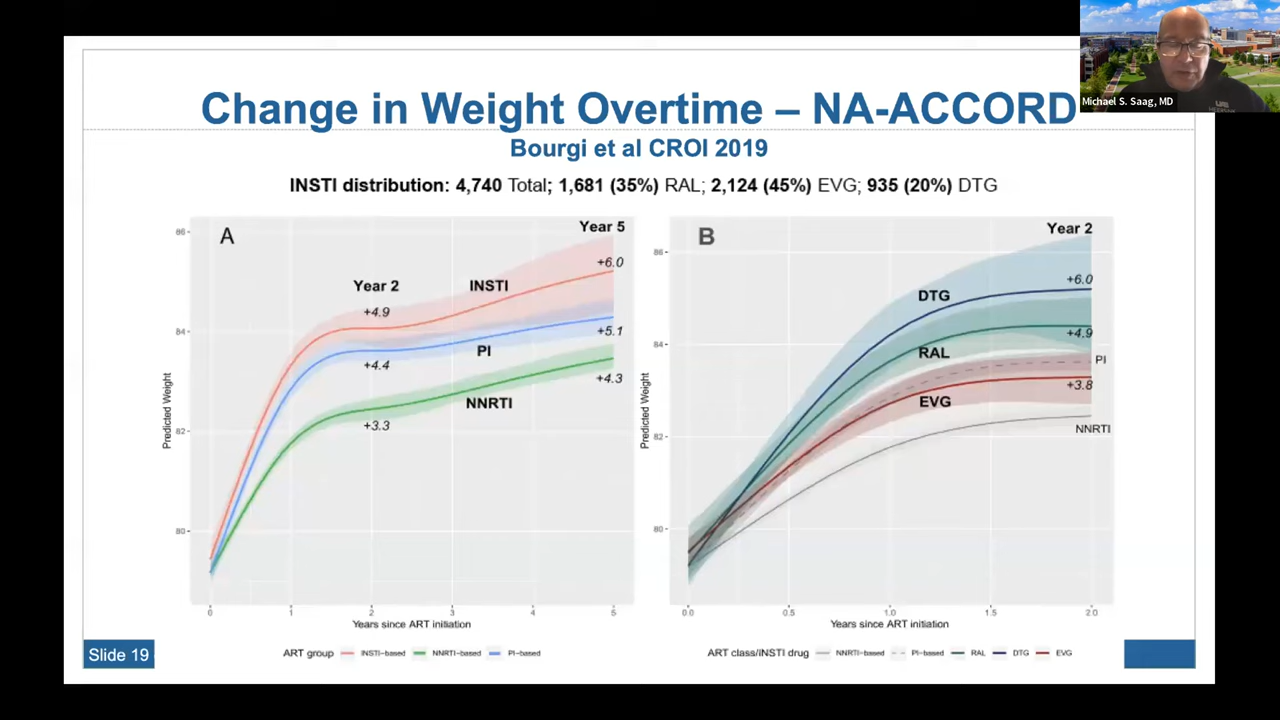 Michael S. Saag, MD
Change in Weight Overtime – NA-ACCORD
Bourgi et al CROI 2019
INSTI distribution: 4,740 Total; 1,681 (35%) RAL; 2,124 (45%) EVG; 935 (20%) DTG
A
Year 5
86
+6.0
Year 2
INSTI
+4.9
84
+5.1
PI
+4.4
+4.3
NNRTI
82
+3.3
80
Predicted Weight
0 1 2 3 4 5
Years since ART initiation
ART group INSTI-based NNRTI-based PI-based
B
Year 2
86
+6.0
DTG
+4.9
84
RAL
PI
+3.8
EVG
NNRTI
82
80
Predicted Weight
0.0 0.5 1.0 1.5 2.0
Years since ART initiation
ART class/INSTI drug NNRTI-based PI-based RAL DTG EVG
Slide 19